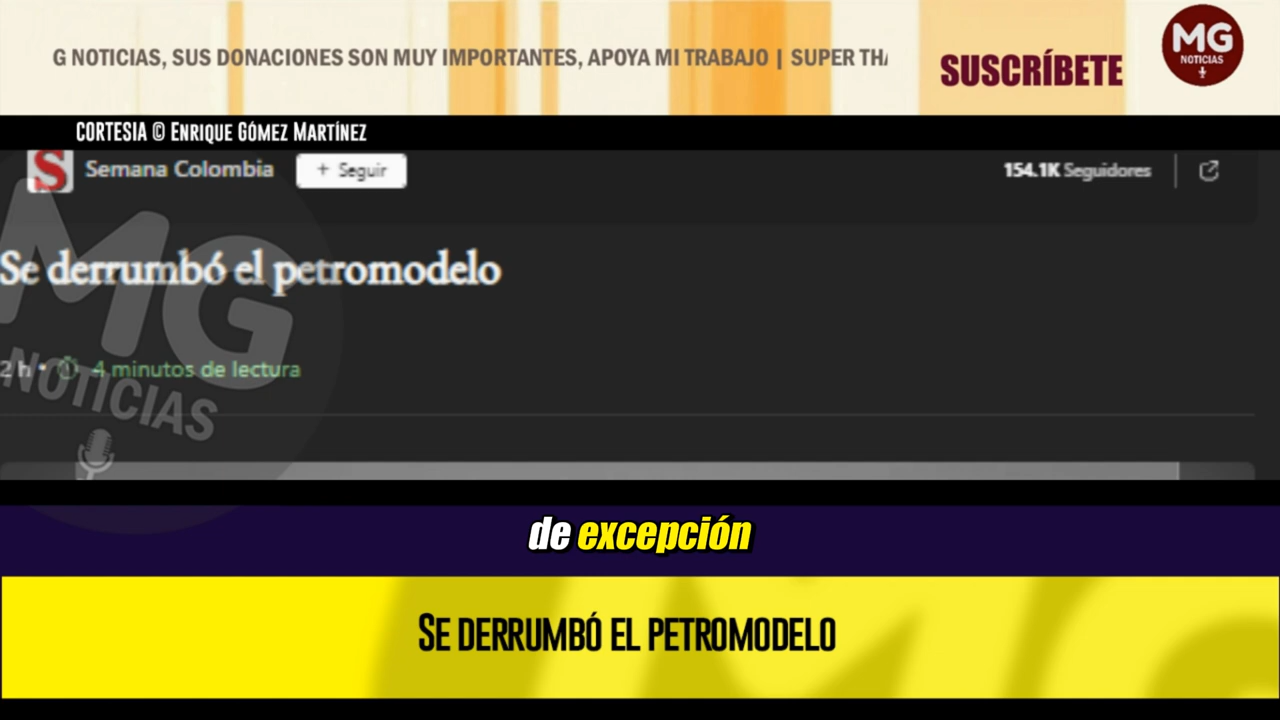 G NOTICIAS, SUS DONACIONES SON MUY IMPORTANTES, APOYA MI TRABAJO | SUPER THA
SUSCRÍBETE
MG
NOTICIAS
CORTESIA © ENRIQUE GÓMEZ MARTÍNEZ
S Semana Colombia + Seguir
154.1K Seguidores
Se derrumbó el petromodelo
2 h • 4 minutos de lectura
MG
NOTICIAS
de excepción
SE DERRUMBÓ EL PETROMODELO